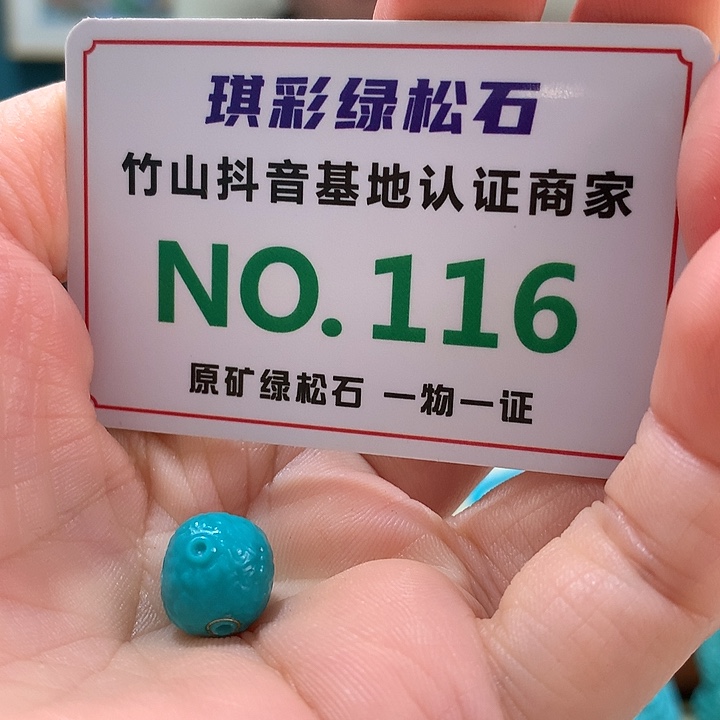 琪彩绿松石
竹山抖音基地认证商家
NO.116
原矿绿松石 一物一证